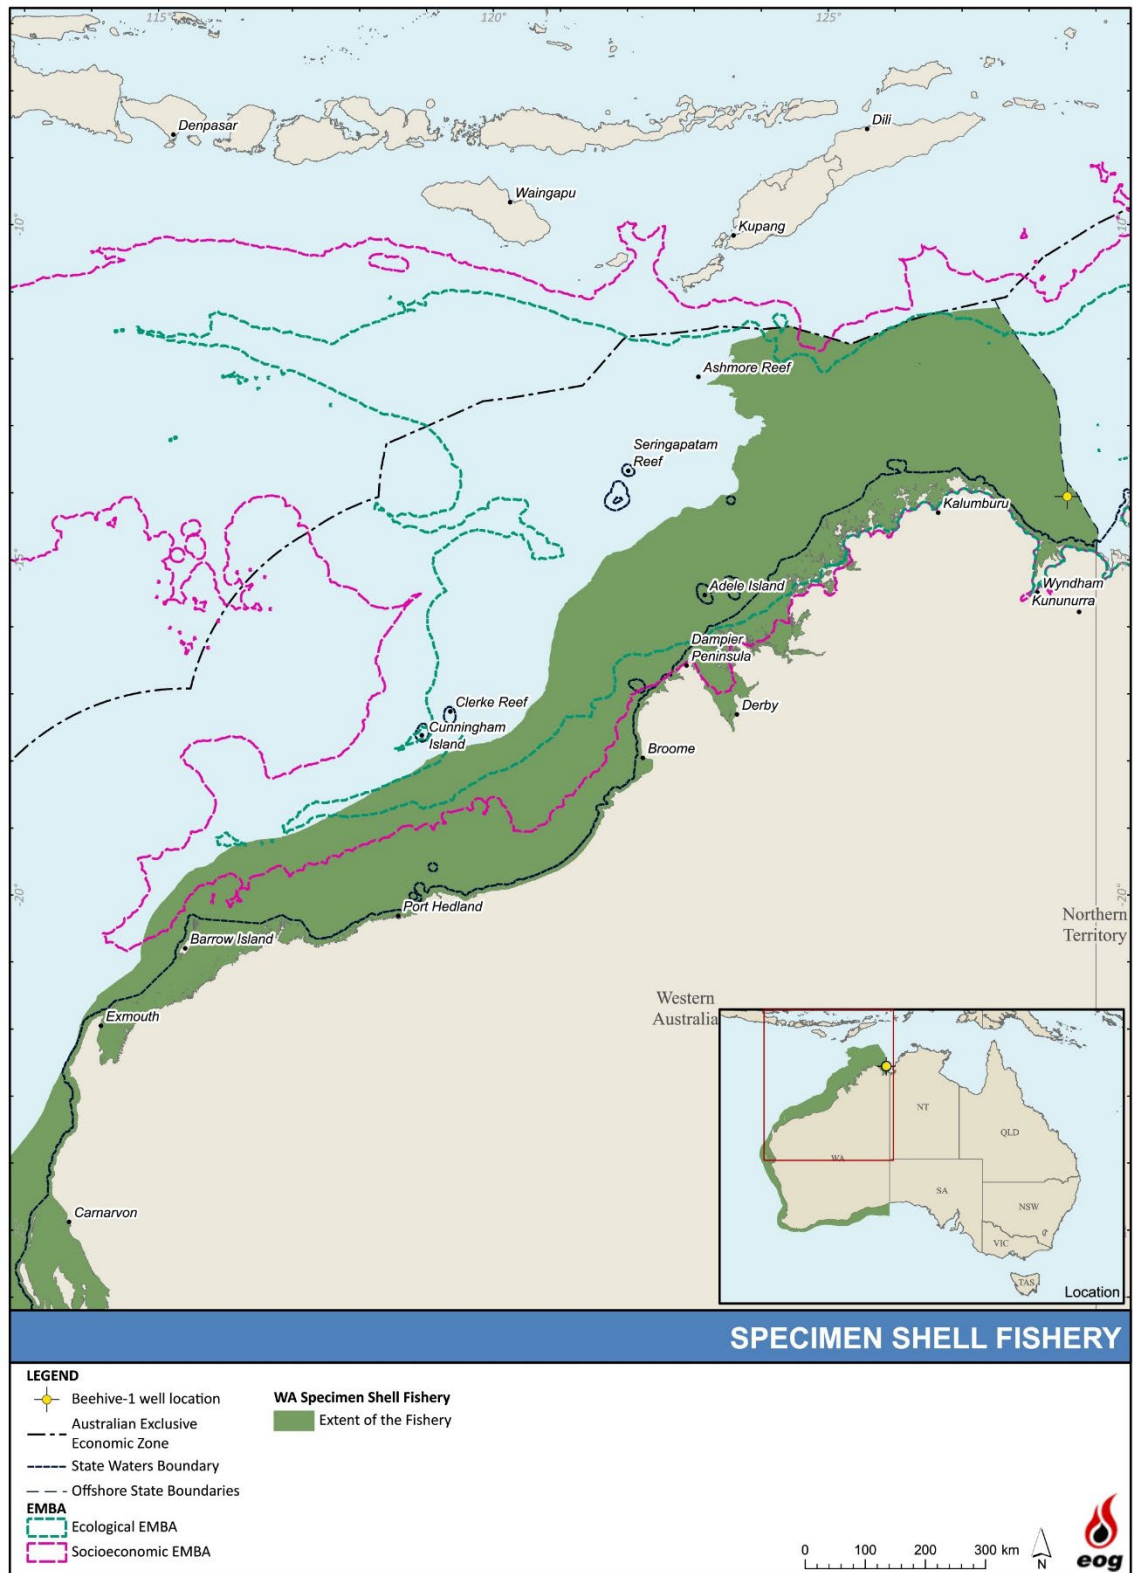 115°
120°
125°
Denpasar
Dili
Waingapu
-10°
Kupang
10°
Ashmore Reef
Seringapatam
Reef
Kalumburu
-15°
Adele Island
Wyndham
Kununurra
Dampier
Peninsula
Clerke Reef
Derby
Cunningham
Island
Broome
-20°
-20°
Port Hedland
Northern
Territory
Barrow Island
Western
Australia
Exmouth
NT
QLD
WA
SA
NSW
Carnarvon
VIC
TAS
Location
SPECIMEN SHELL FISHERY
LEGEND
Beehive-1 well location
Australian Exclusive
Economic Zone
State Waters Boundary
Offshore State Boundaries
EMBA
Ecological EMBA
Socioeconomic EMBA
WA Specimen Shell Fishery
Extent of the Fishery
0 100 200 300 km
N
eog